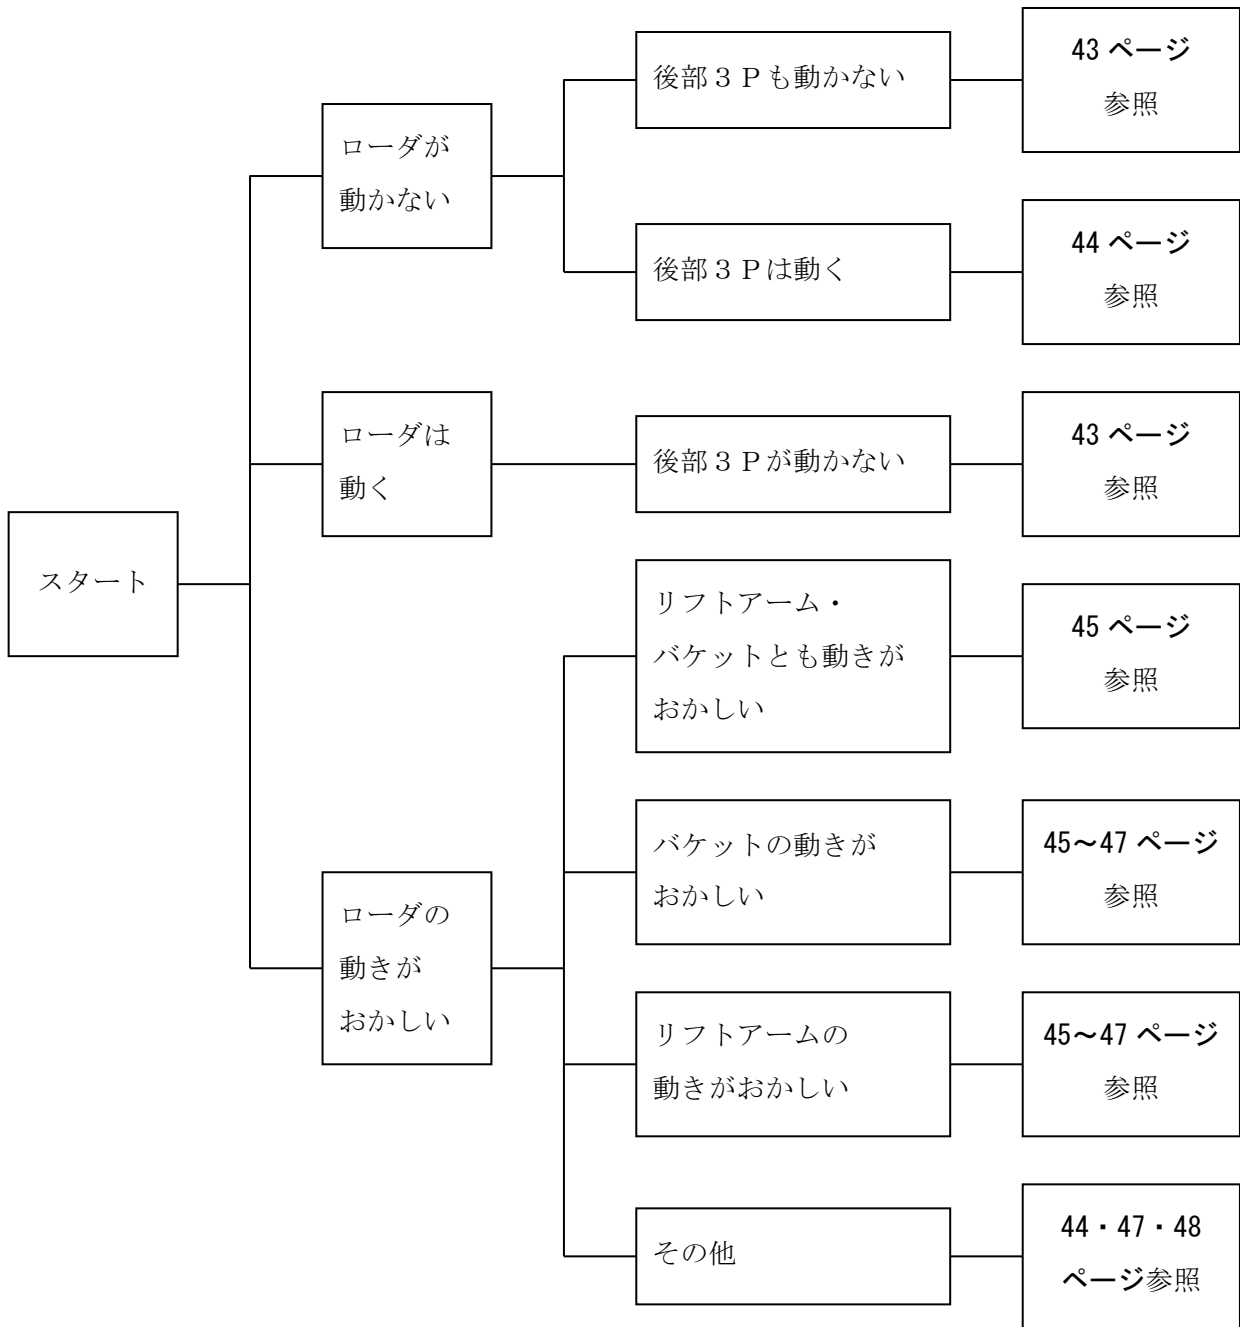 スタート
ローダが
動かない
後部３Ｐも動かない
43 ページ
参照
後部３Ｐは動く
44 ページ
参照
ローダは
動く
後部３Ｐが動かない
43 ページ
参照
ローダの
動きが
おかしい
リフトアーム・
バケットとも動きが
おかしい
45 ページ
参照
バケットの動きが
おかしい
45～47 ページ
参照
リフトアームの
動きがおかしい
45～47 ページ
参照
その他
44・47・48
ページ参照